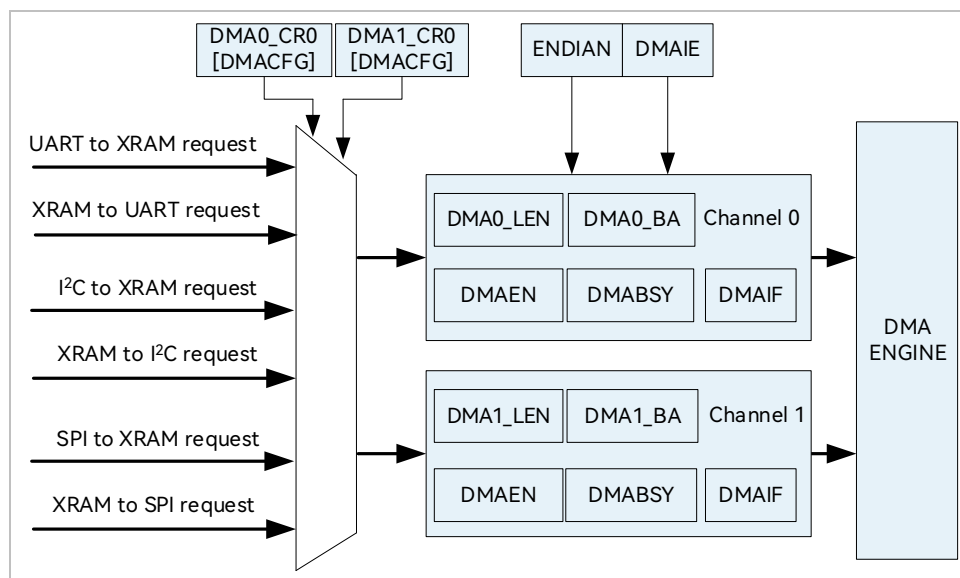 DMA0_CR0
[DMACFG]
DMA1_CR0
[DMACFG]
ENDIAN
DMAIE
UART to XRAM request
XRAM to UART request
I²C to XRAM request
XRAM to I²C request
SPI to XRAM request
XRAM to SPI request
DMA0_LEN
DMA0_BA
Channel 0
DMAEN
DMABSY
DMAIF
DMA1_LEN
DMA1_BA
Channel 1
DMAEN
DMABSY
DMAIF
DMA
ENGINE